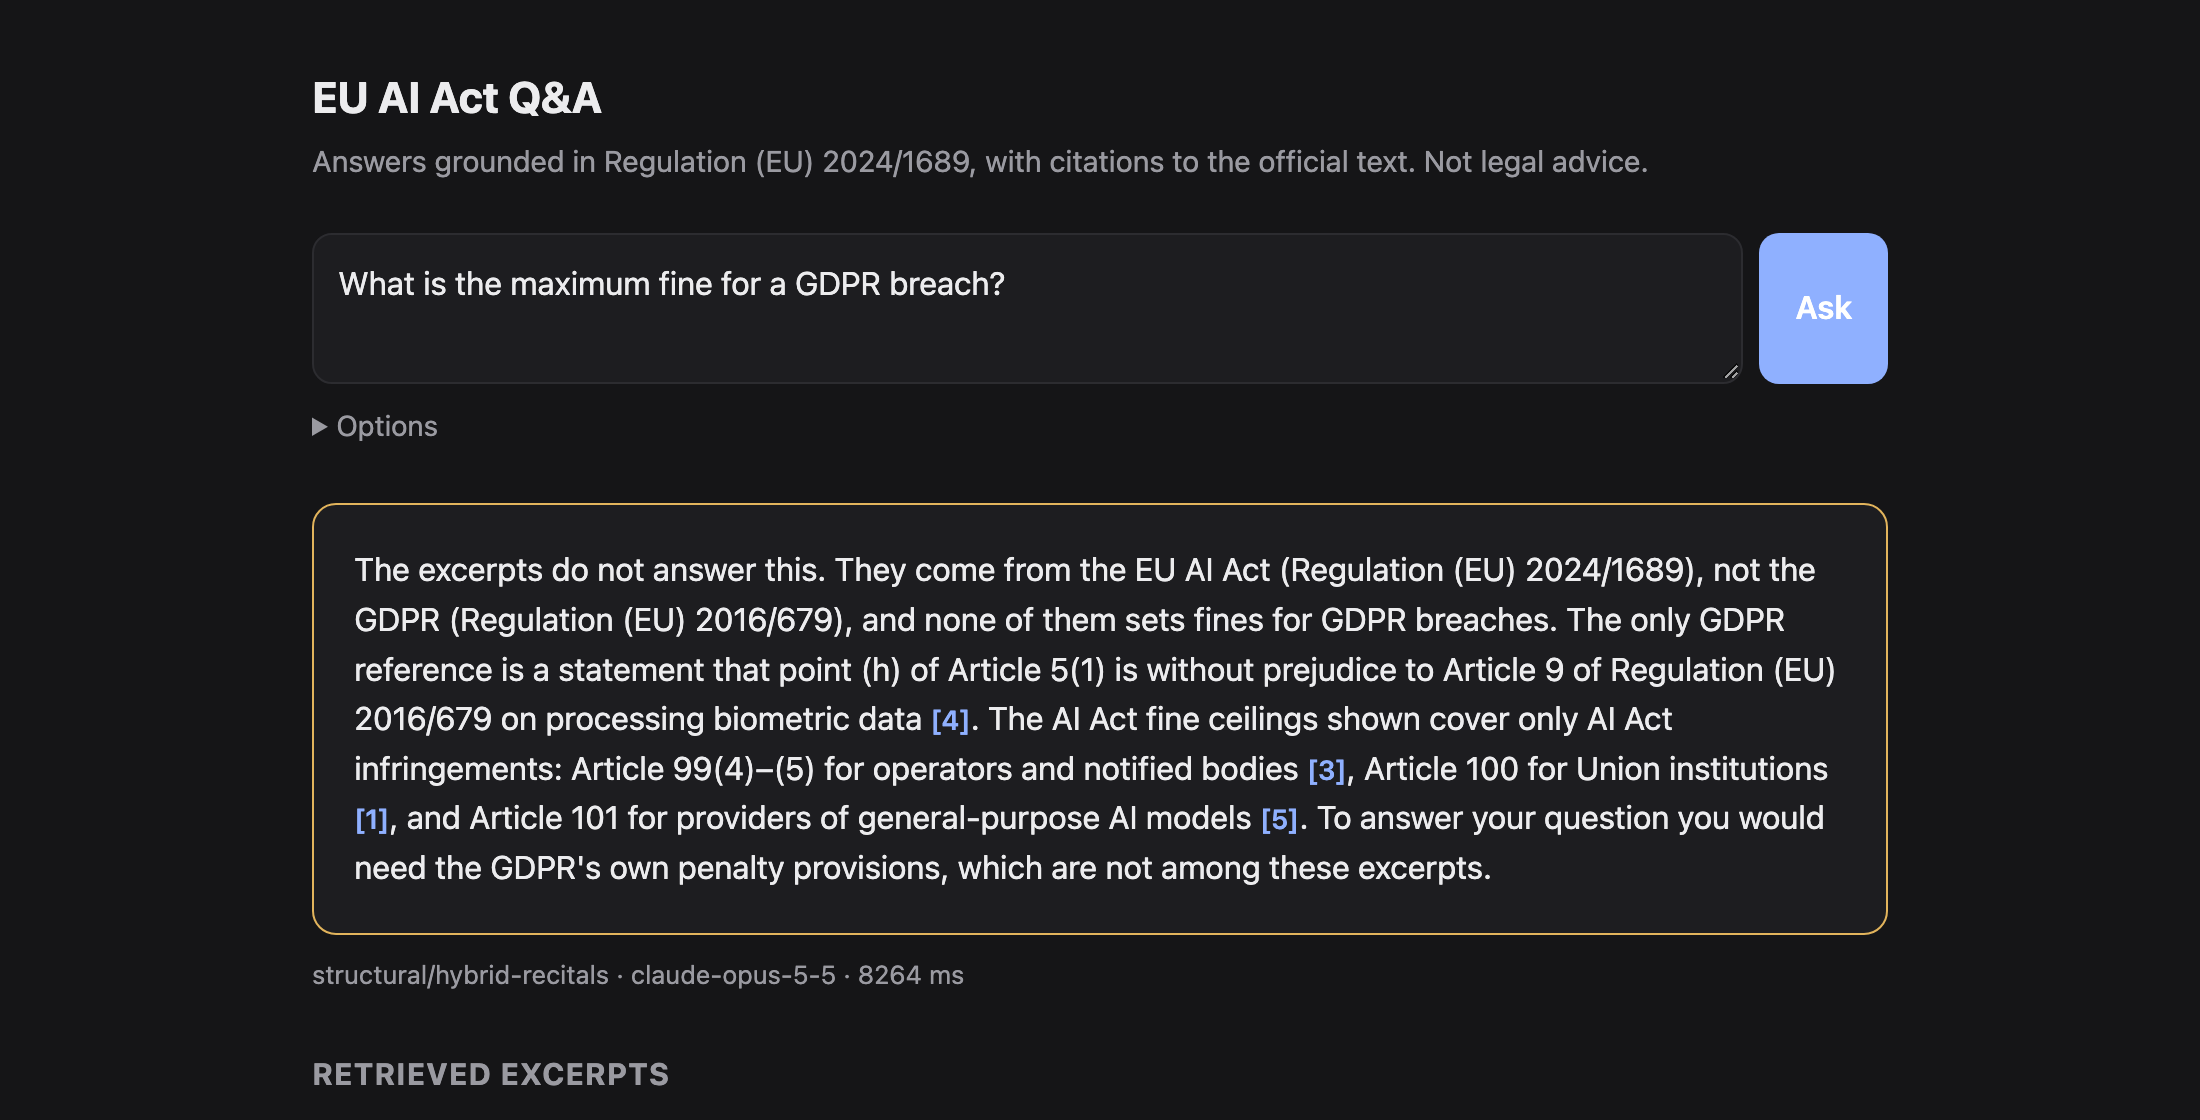 EU AI Act Q&A
Answers grounded in Regulation (EU) 2024/1689, with citations to the official text. Not legal advice.
What is the maximum fine for a GDPR breach?
Ask
▶ Options
The excerpts do not answer this. They come from the EU AI Act (Regulation (EU) 2024/1689), not the
GDPR (Regulation (EU) 2016/679), and none of them sets fines for GDPR breaches. The only GDPR
reference is a statement that point (h) of Article 5(1) is without prejudice to Article 9 of Regulation (EU)
2016/679 on processing biometric data [4]. The AI Act fine ceilings shown cover only AI Act
infringements: Article 99(4)–(5) for operators and notified bodies [3], Article 100 for Union institutions
[1], and Article 101 for providers of general-purpose AI models [5]. To answer your question you would
need the GDPR's own penalty provisions, which are not among these excerpts.
structural/hybrid-recitals · claude-opus-5-5 · 8264 ms
RETRIEVED EXCERPTS